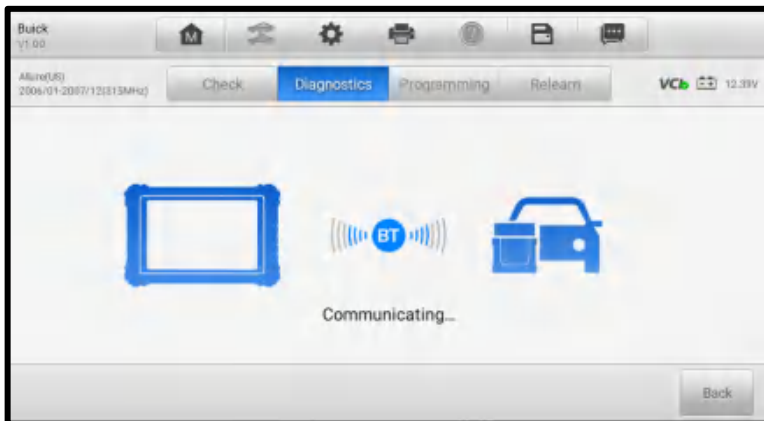 Buick
V1.00
M
Allure(US)
2006/01-2007/12(315MHz)
Check
Diagnostics
Programming
Relearn
VCb
12.39V
BT
Communicating...
Back